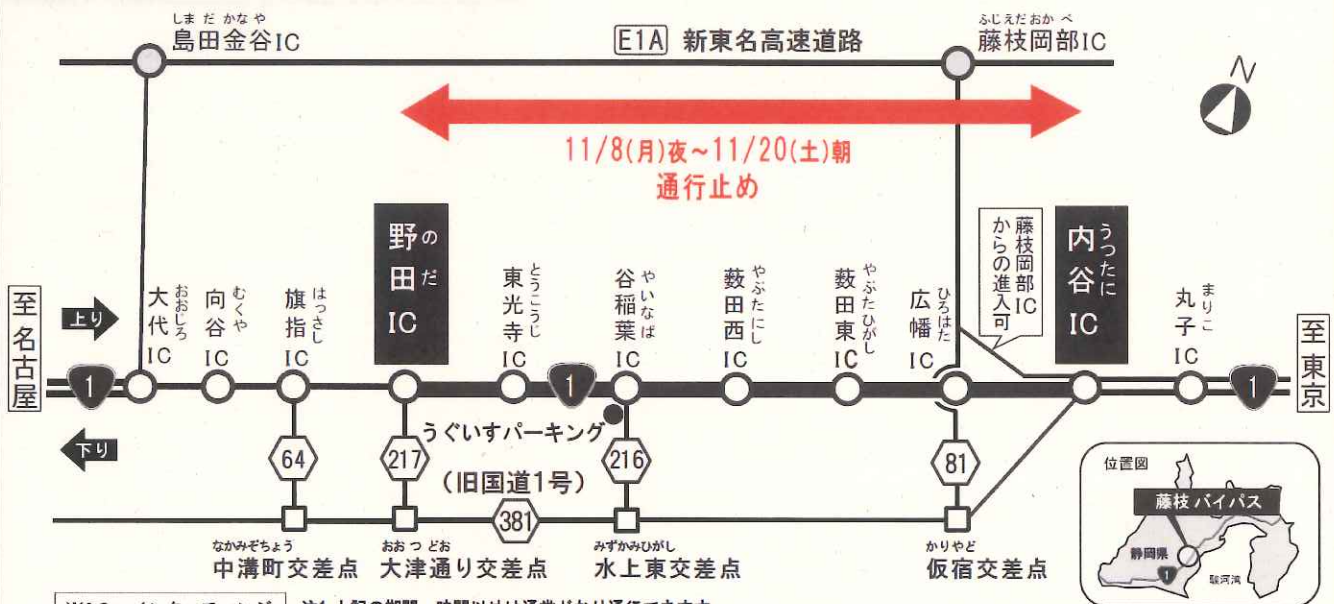 しまだかなや
島田金谷IC
E1A 新東名高速道路
ふじえだおかべ
藤枝岡部IC
N
11/8(月)夜～11/20(土)朝
通行止め
至名古屋
上り
下り
1
大代IC
おおじろ
向谷IC
むくや
旗指IC
はっさし
野田IC
のだ
東光寺IC
とうこうじ
1
谷稲葉IC
やいなば
薮田西IC
やぶたにし
薮田東IC
やぶたひがし
広幡IC
ひろはた
藤枝岡部IC
からの進入可
内谷IC
うつたに
丸子IC
まりこ
1
至東京
うぐいすパーキング
64
217
(旧国道1号)
216
81
381
なかみぞちょう
中溝町交差点
おおつどお
大津通り交差点
みずかみひがし
水上東交差点
かりやど
仮宿交差点
位置図
藤枝バイパス
静岡県
1
駿河湾